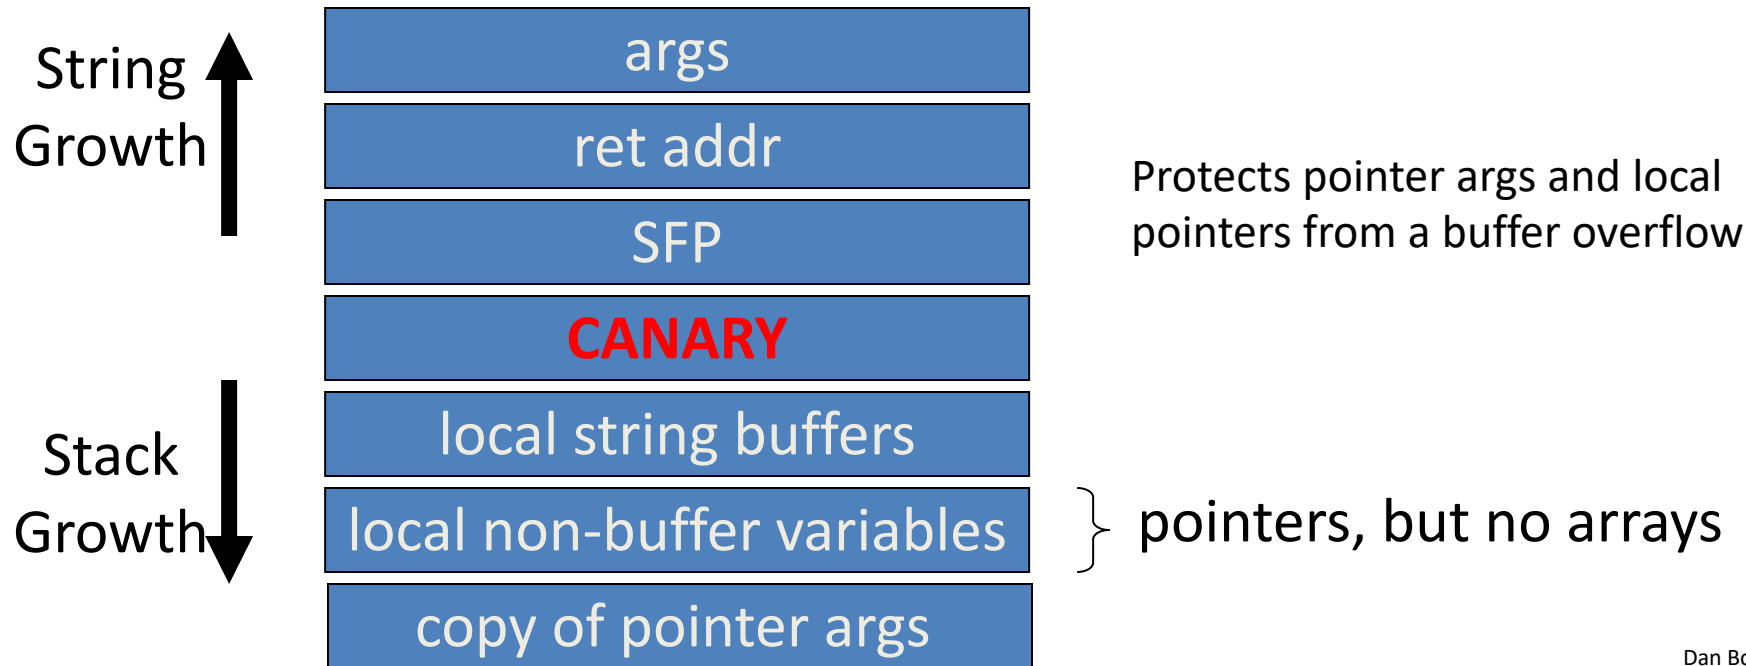 String
Growth
args
ret addr
SFP
CANARY
Protects pointer args and local
pointers from a buffer overflow
Stack
Growth
local string buffers
local non-buffer variables
pointers, but no arrays
copy of pointer args
Dan